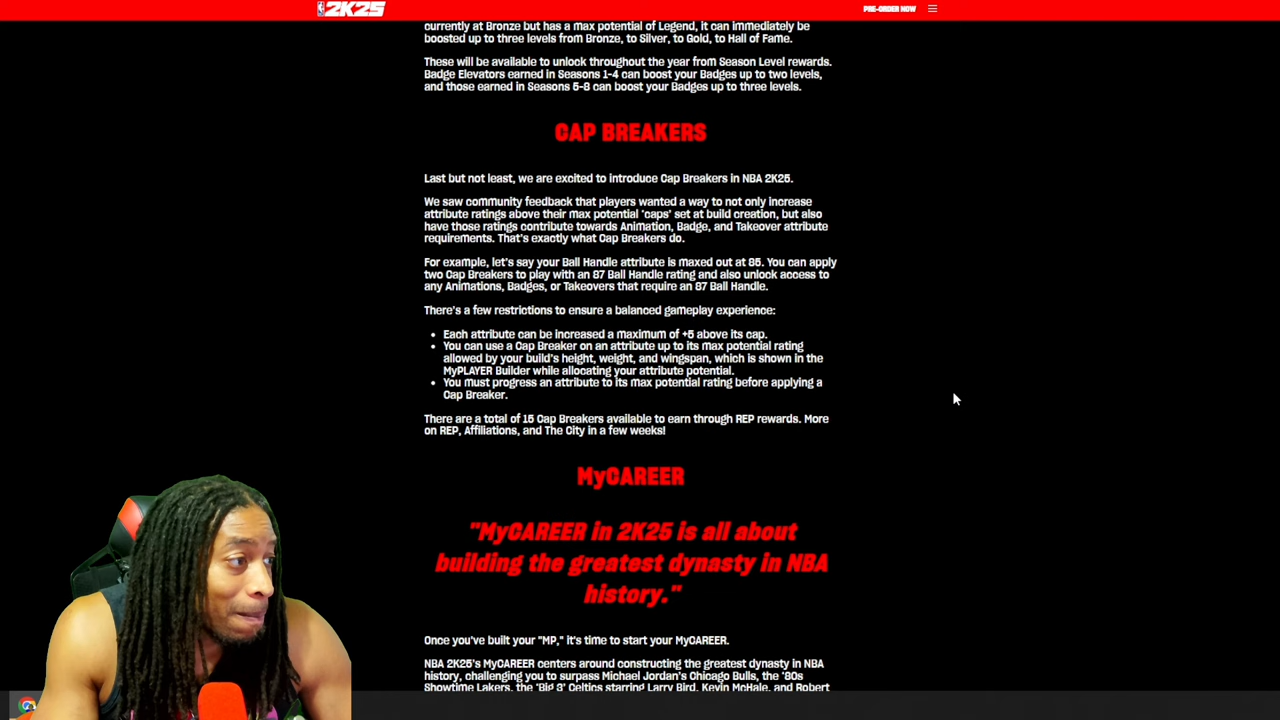 NBA 2K25
PRE-ORDER NOW
currently at Bronze but has a max potential of Legend, it can immediately be
boosted up to three levels from Bronze, to Silver, to Gold, to Hall of Fame.
These will be available to unlock throughout the year from Season Level rewards.
Badge Elevators earned in Seasons 1-4 can boost your Badges up to two levels,
and those earned in Seasons 5-8 can boost your Badges up to three levels.
CAP BREAKERS
Last but not least, we are excited to introduce Cap Breakers in NBA 2K25.
We saw community feedback that players wanted a way to not only increase
attribute ratings above their max potential ‘caps’ set at build creation, but also
have those ratings contribute towards Animation, Badge, and Takeover attribute
requirements. That's exactly what Cap Breakers do.
For example, let's say your Ball Handle attribute is maxed out at 85. You can apply
two Cap Breakers to play with an 87 Ball Handle rating and also unlock access to
any Animations, Badges, or Takeovers that require an 87 Ball Handle.
There's a few restrictions to ensure a balanced gameplay experience:
• Each attribute can be increased a maximum of +5 above its cap.
• You can use a Cap Breaker on an attribute up to its max potential rating
allowed by your build's height, weight, and wingspan, which is shown in the
MyPLAYER Builder while allocating your attribute potential.
• You must progress an attribute to its max potential rating before applying a
Cap Breaker.
There are a total of 15 Cap Breakers available to earn through REP rewards. More
on REP, Affiliations, and The City in a few weeks!
MyCAREER
"MyCAREER in 2K25 is all about
building the greatest dynasty in NBA
history."
Once you've built your "MP," it's time to start your MyCAREER.
NBA 2K25's MyCAREER centers around constructing the greatest dynasty in NBA
history, challenging you to surpass Michael Jordan's Chicago Bulls, the ‘80s
Showtime Lakers, the ‘Big 3’ Celtics starring Larry Bird, Kevin McHale, and Robert